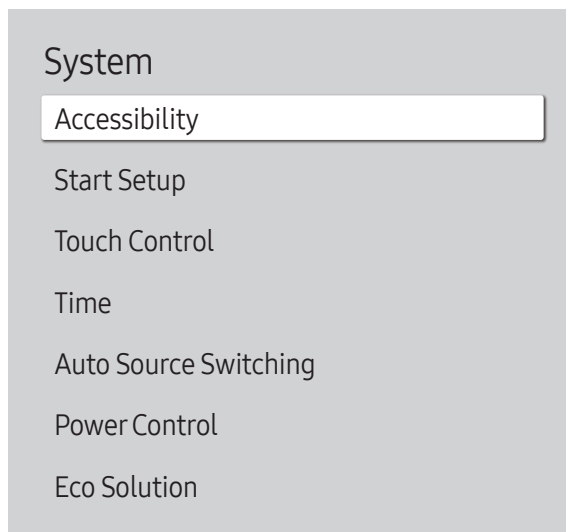 System
Accessibility
Start Setup
Touch Control
Time
Auto Source Switching
Power Control
Eco Solution